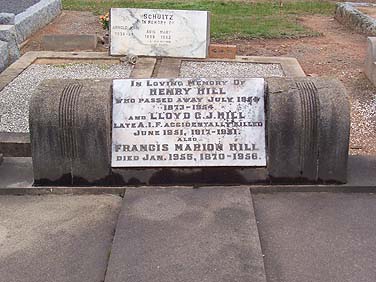 SCHUITZ
IN LOVING MEMORY OF
HENRY HILL
WHO PASSED AWAY JULY 1954
1873 - 1954
AND LLOYD C.J. HILL
LATE A.I.F. ACCIDENTALLY KILLED
JUNE 1951, 1917 - 1951.
ALSO
FRANCIS MARION HILL
DIED JAN. 1956, 1870 - 1956.